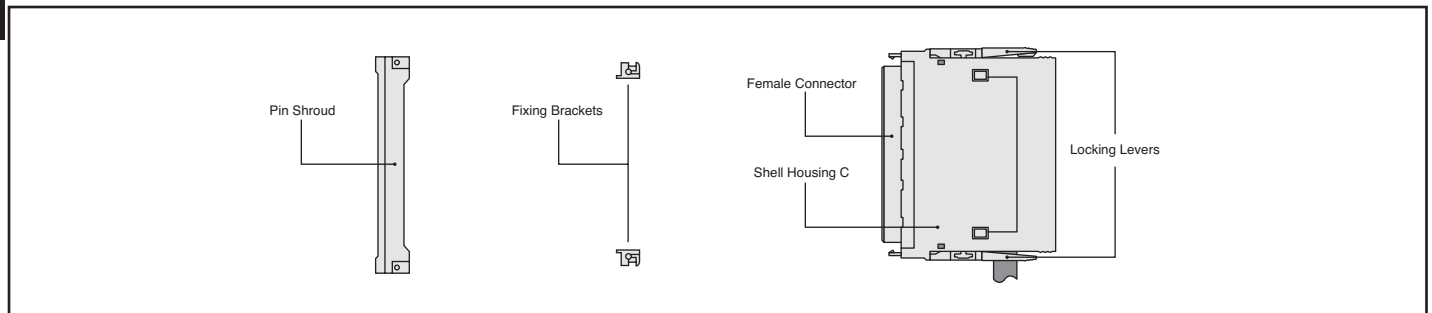 Pin Shroud
Fixing Brackets
Female Connector
Shell Housing C
Locking Levers